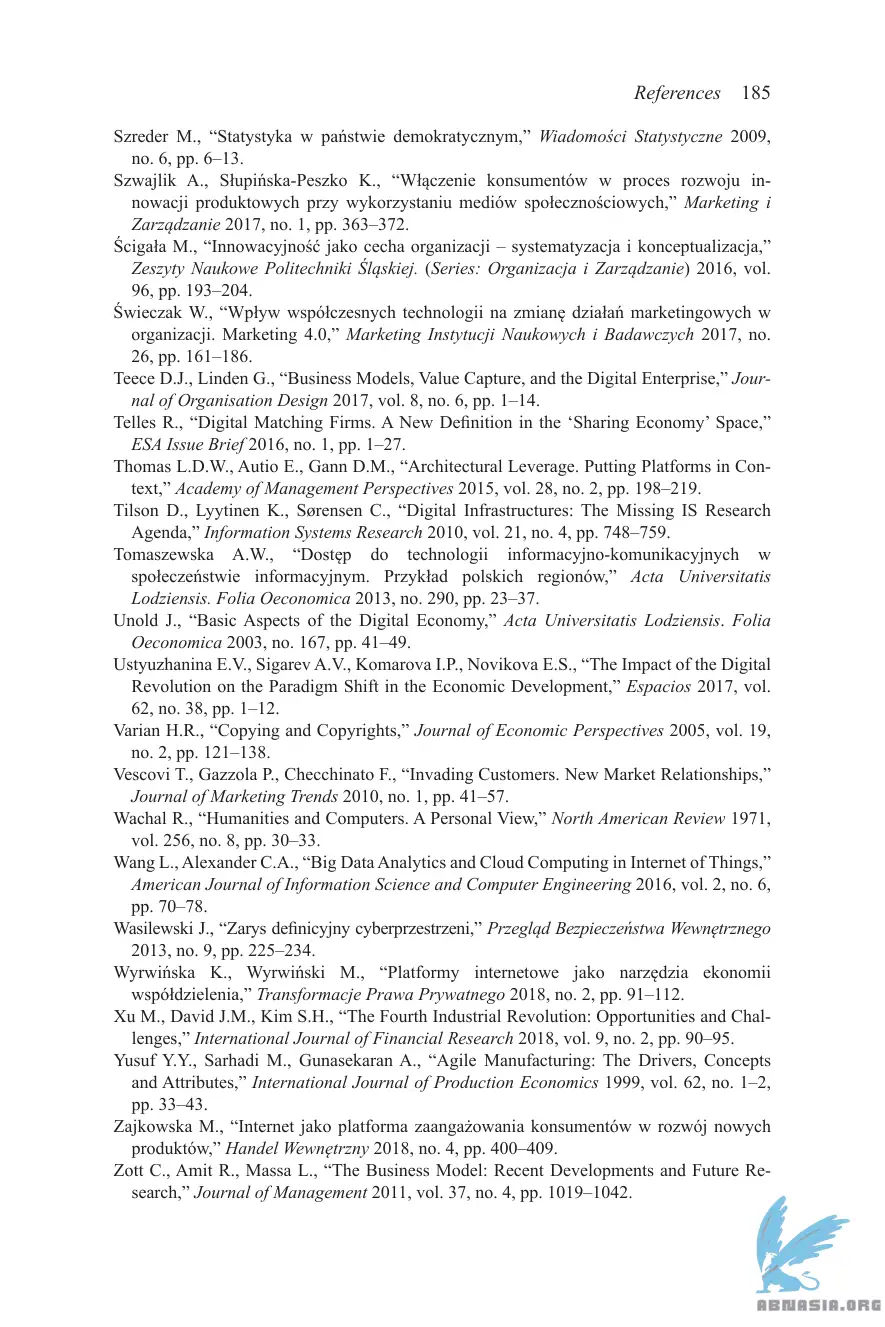 References 185
Szreder M., “Statystyka w państwie demokratycznym,” Wiadomości Statystyczne 2009,
no. 6, pp. 6–13.
Szwajlik A., Słupińska-Peszko K., “Włączenie konsumentów w proces rozwoju in-
nowacji produktowych przy wykorzystaniu mediów społecznościowych,” Marketing i
Zarządzanie 2017, no. 1, pp. 363–372.
Ścigała M., “Innowacyjność jako cecha organizacji – systematyzacja i konceptualizacja,”
Zeszyty Naukowe Politechniki Śląskiej. (Series: Organizacja i Zarządzanie) 2016, vol.
96, pp. 193–204.
Świeczak W., “Wpływ współczesnych technologii na zmianę działań marketingowych w
organizacji. Marketing 4.0,” Marketing Instytucji Naukowych i Badawczych 2017, no.
26, pp. 161–186.
Teece D.J., Linden G., “Business Models, Value Capture, and the Digital Enterprise,” Jour-
nal of Organisation Design 2017, vol. 8, no. 6, pp. 1–14.
Telles R., “Digital Matching Firms. A New Definition in the ‘Sharing Economy’ Space,”
ESA Issue Brief 2016, no. 1, pp. 1–27.
Thomas L.D.W., Autio E., Gann D.M., “Architectural Leverage. Putting Platforms in Con-
text,” Academy of Management Perspectives 2015, vol. 28, no. 2, pp. 198–219.
Tilson D., Lyytinen K., Sørensen C., “Digital Infrastructures: The Missing IS Research
Agenda,” Information Systems Research 2010, vol. 21, no. 4, pp. 748–759.
Tomaszewska A.W., “Dostęp do technologii informacyjno-komunikacyjnych w
społeczeństwie informacyjnym. Przykład polskich regionów,” Acta Universitatis
Lodziensis. Folia Oeconomica 2013, no. 290, pp. 23–37.
Unold J., “Basic Aspects of the Digital Economy,” Acta Universitatis Lodziensis. Folia
Oeconomica 2003, no. 167, pp. 41–49.
Ustyuzhanina E.V., Sigarev A.V., Komarova I.P., Novikova E.S., “The Impact of the Digital
Revolution on the Paradigm Shift in the Economic Development,” Espacios 2017, vol.
62, no. 38, pp. 1–12.
Varian H.R., “Copying and Copyrights,” Journal of Economic Perspectives 2005, vol. 19,
no. 2, pp. 121–138.
Vescovi T., Gazzola P., Checchinato F., “Invading Customers. New Market Relationships,”
Journal of Marketing Trends 2010, no. 1, pp. 41–57.
Wachal R., “Humanities and Computers. A Personal View,” North American Review 1971,
vol. 256, no. 8, pp. 30–33.
Wang L., Alexander C.A., “Big Data Analytics and Cloud Computing in Internet of Things,”
American Journal of Information Science and Computer Engineering 2016, vol. 2, no. 6,
pp. 70–78.
Wasilewski J., “Zarys definicyjny cyberprzestrzeni,” Przegląd Bezpieczeństwa Wewnętrznego
2013, no. 9, pp. 225–234.
Wyrwińska K., Wyrwiński M., “Platformy internetowe jako narzędzia ekonomii
współdzielenia,” Transformacje Prawa Prywatnego 2018, no. 2, pp. 91–112.
Xu M., David J.M., Kim S.H., “The Fourth Industrial Revolution: Opportunities and Chal-
lenges,” International Journal of Financial Research 2018, vol. 9, no. 2, pp. 90–95.
Yusuf Y.Y., Sarhadi M., Gunasekaran A., “Agile Manufacturing: The Drivers, Concepts
and Attributes,” International Journal of Production Economics 1999, vol. 62, no. 1–2,
pp. 33–43.
Zajkowska M., “Internet jako platforma zaangażowania konsumentów w rozwój nowych
produktów,” Handel Wewnętrzny 2018, no. 4, pp. 400–409.
Zott C., Amit R., Massa L., “The Business Model: Recent Developments and Future Re-
search,” Journal of Management 2011, vol. 37, no. 4, pp. 1019–1042.
ABNASIA.ORG